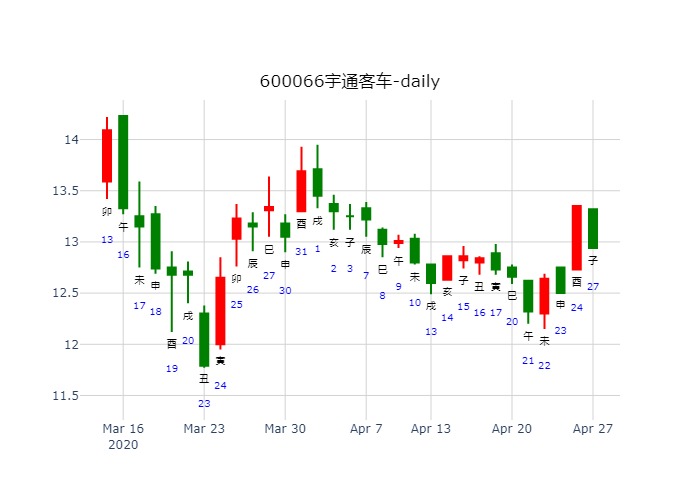 600066宇通客车-daily
14
13.5
13
12.5
12
11.5
卯
13
午
16
未
17
申
18
酉
19
戌
20
丑
23
寅
24
卯
25
辰
26
巳
27
申
30
酉
31
戌
1
亥
2
子
3
辰
7
巳
8
午
9
未
10
戌
13
亥
14
子
15
丑
16
寅
17
巳
20
午
21
未
22
申
23
酉
24
子
27
Mar 16
2020
Mar 23
Mar 30
Apr 7
Apr 13
Apr 20
Apr 27